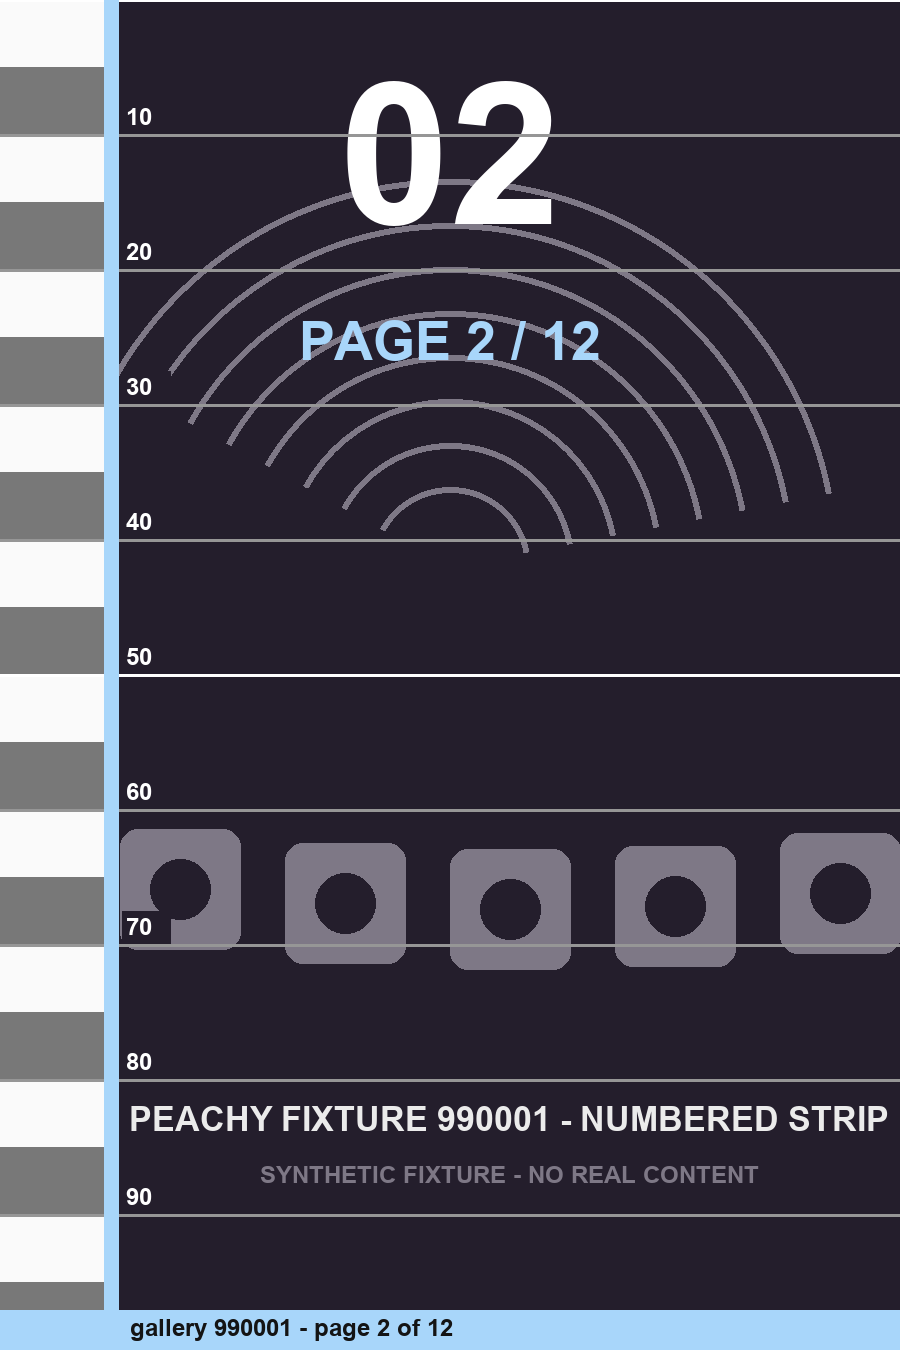 02
10
20
PAGE 2 / 12
30
40
50
60
70
80
PEACHY FIXTURE 990001 - NUMBERED STRIP
SYNTHETIC FIXTURE - NO REAL CONTENT
90
gallery 990001 - page 2 of 12